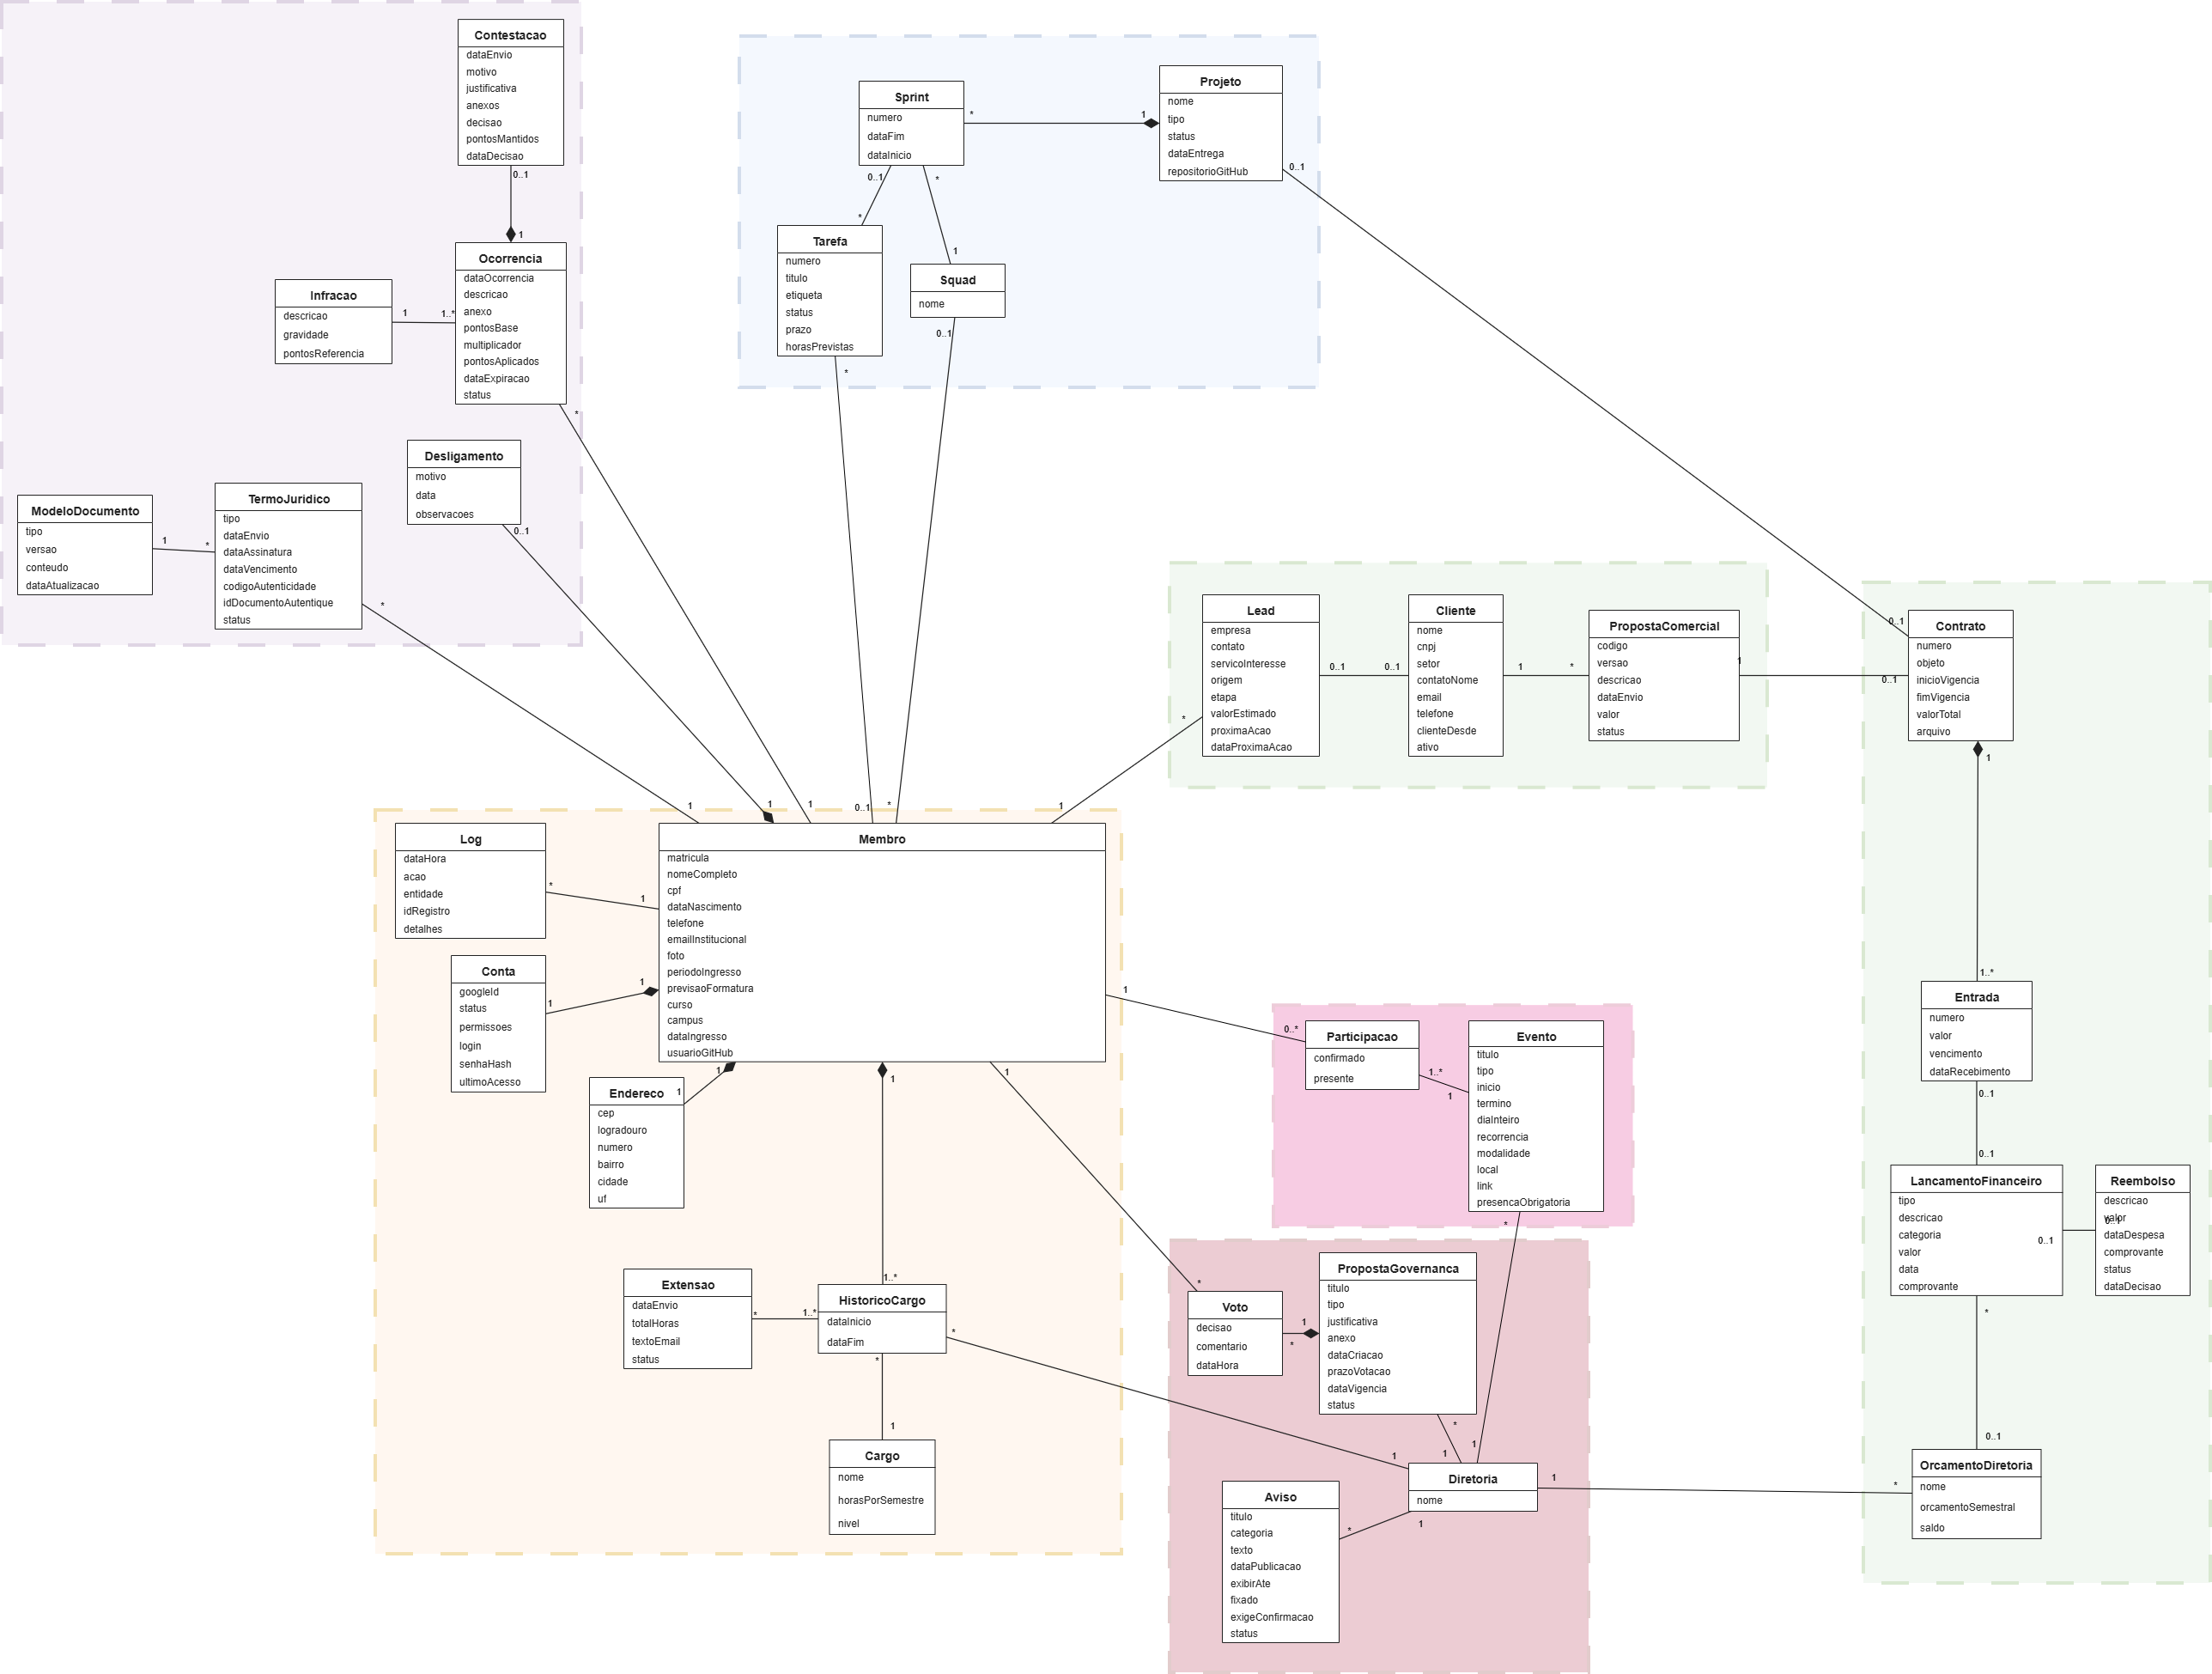 Contestacao
dataEnvio
motivo
justificativa
anexos
decisao
pontosMantidos
dataDecisao
0..1
1
Ocorrencia
dataOcorrencia
descricao
anexo
pontosBase
multiplicador
pontosAplicados
dataExpiracao
status
*
Infracao
descricao
gravidade
pontosReferencia
1
1..*
Desligamento
motivo
data
observacoes
0..1
ModeloDocumento
tipo
versao
conteudo
dataAtualizacao
1
*
TermoJuridico
tipo
dataEnvio
dataAssinatura
dataVencimento
codigoAutenticidade
idDocumentoAutentique
status
*
Sprint
numero
dataFim
dataInicio
*
1
Projeto
nome
tipo
status
dataEntrega
repositorioGitHub
0..1
0..1
*
*
1
Tarefa
numero
titulo
etiqueta
status
prazo
horasPrevistas
*
Squad
nome
0..1
Lead
empresa
contato
servicoInteresse
origem
etapa
valorEstimado
proximaAcao
dataProximaAcao
*
0..1
0..1
Cliente
nome
cnpj
setor
contatoNome
email
telefone
clienteDesde
ativo
1
*
PropostaComercial
codigo
versao
descricao
dataEnvio
valor
status
1
0..1
0..1
Contrato
numero
objeto
inicioVigencia
fimVigencia
valorTotal
arquivo
1
1..*
Entrada
numero
valor
vencimento
dataRecebimento
0..1
0..1
LancamentoFinanceiro
tipo
descricao
categoria
valor
data
comprovante
0..1
0..1
Reembolso
descricao
valor
dataDespesa
comprovante
status
dataDecisao
*
0..1
OrcamentoDiretoria
nome
orcamentoSemestral
saldo
*
1
1
1
0..1
*
1
Membro
matricula
nomeCompleto
cpf
dataNascimento
telefone
emailInstitucional
foto
periodoIngresso
previsaoFormatura
curso
campus
dataIngresso
usuarioGitHub
Log
dataHora
acao
entidade
idRegistro
detalhes
*
1
Conta
googleId
status
permissoes
login
senhaHash
ultimoAcesso
1
1
Endereco
cep
logradouro
numero
bairro
cidade
uf
1
1
1
1..*
Extensao
dataEnvio
totalHoras
textoEmail
status
*
1..*
HistoricoCargo
dataInicio
dataFim
*
*
1
Cargo
nome
horasPorSemestre
nivel
1
0..*
Participacao
confirmado
presente
1..*
1
Evento
titulo
tipo
inicio
termino
diaInteiro
recorrencia
modalidade
local
link
presencaObrigatoria
*
1
*
Voto
decisao
comentario
dataHora
*
1
PropostaGovernanca
titulo
tipo
justificativa
anexo
dataCriacao
prazoVotacao
dataVigencia
status
*
1
1
1
Diretoria
nome
1
1
*
Aviso
titulo
categoria
texto
dataPublicacao
exibirAte
fixado
exigeConfirmacao
status